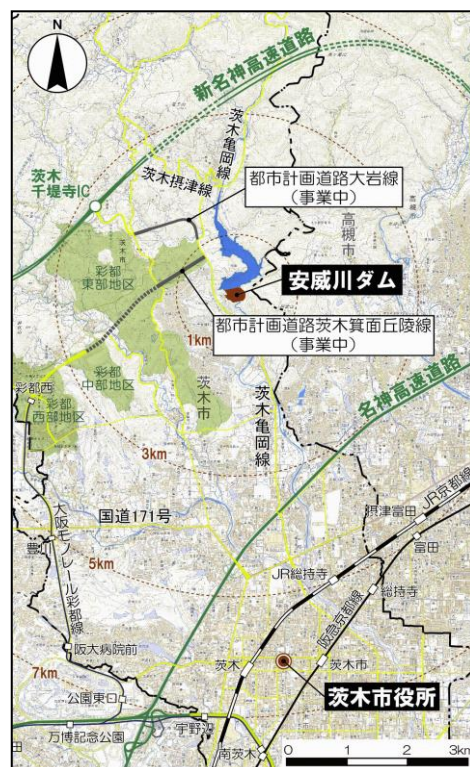 N
新名神高速道路
茨木亀岡線
茨木摂津線
茨木
千提寺IC
都市計画道路大岩線
(事業中)
高槻市
茨木市
彩都
東部地区
安威川ダム
都市計画道路茨木箕面丘陵線
(事業中)
1km
名神高速道路
彩都
中部地区
彩都西
彩都
西部地区
茨木市
茨木亀岡線
3km
国道171号
摂津富田
JR京都線
富田
豊川
大阪モノレール彩都線
5km
JR総持寺
総持寺
阪急京都線
阪大病院前
7km
茨木
茨木市
公園東口
茨木市役所
万博記念公園
宇野辺
南茨木
0 1 2 3km